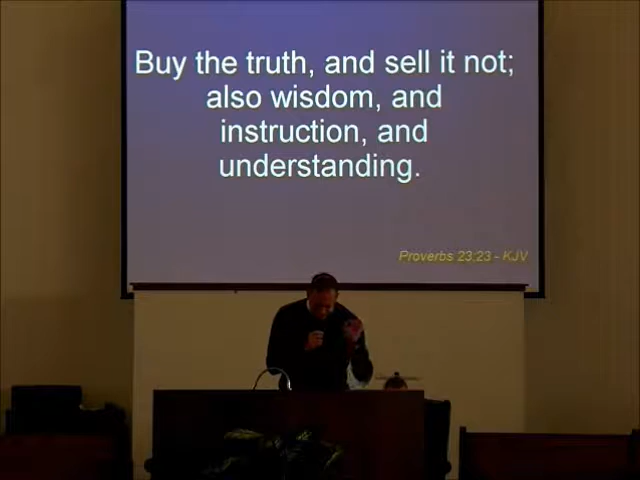 Buy the truth, and sell it not;
also wisdom, and
instruction, and
understanding.
Proverbs 23:23 - KJV